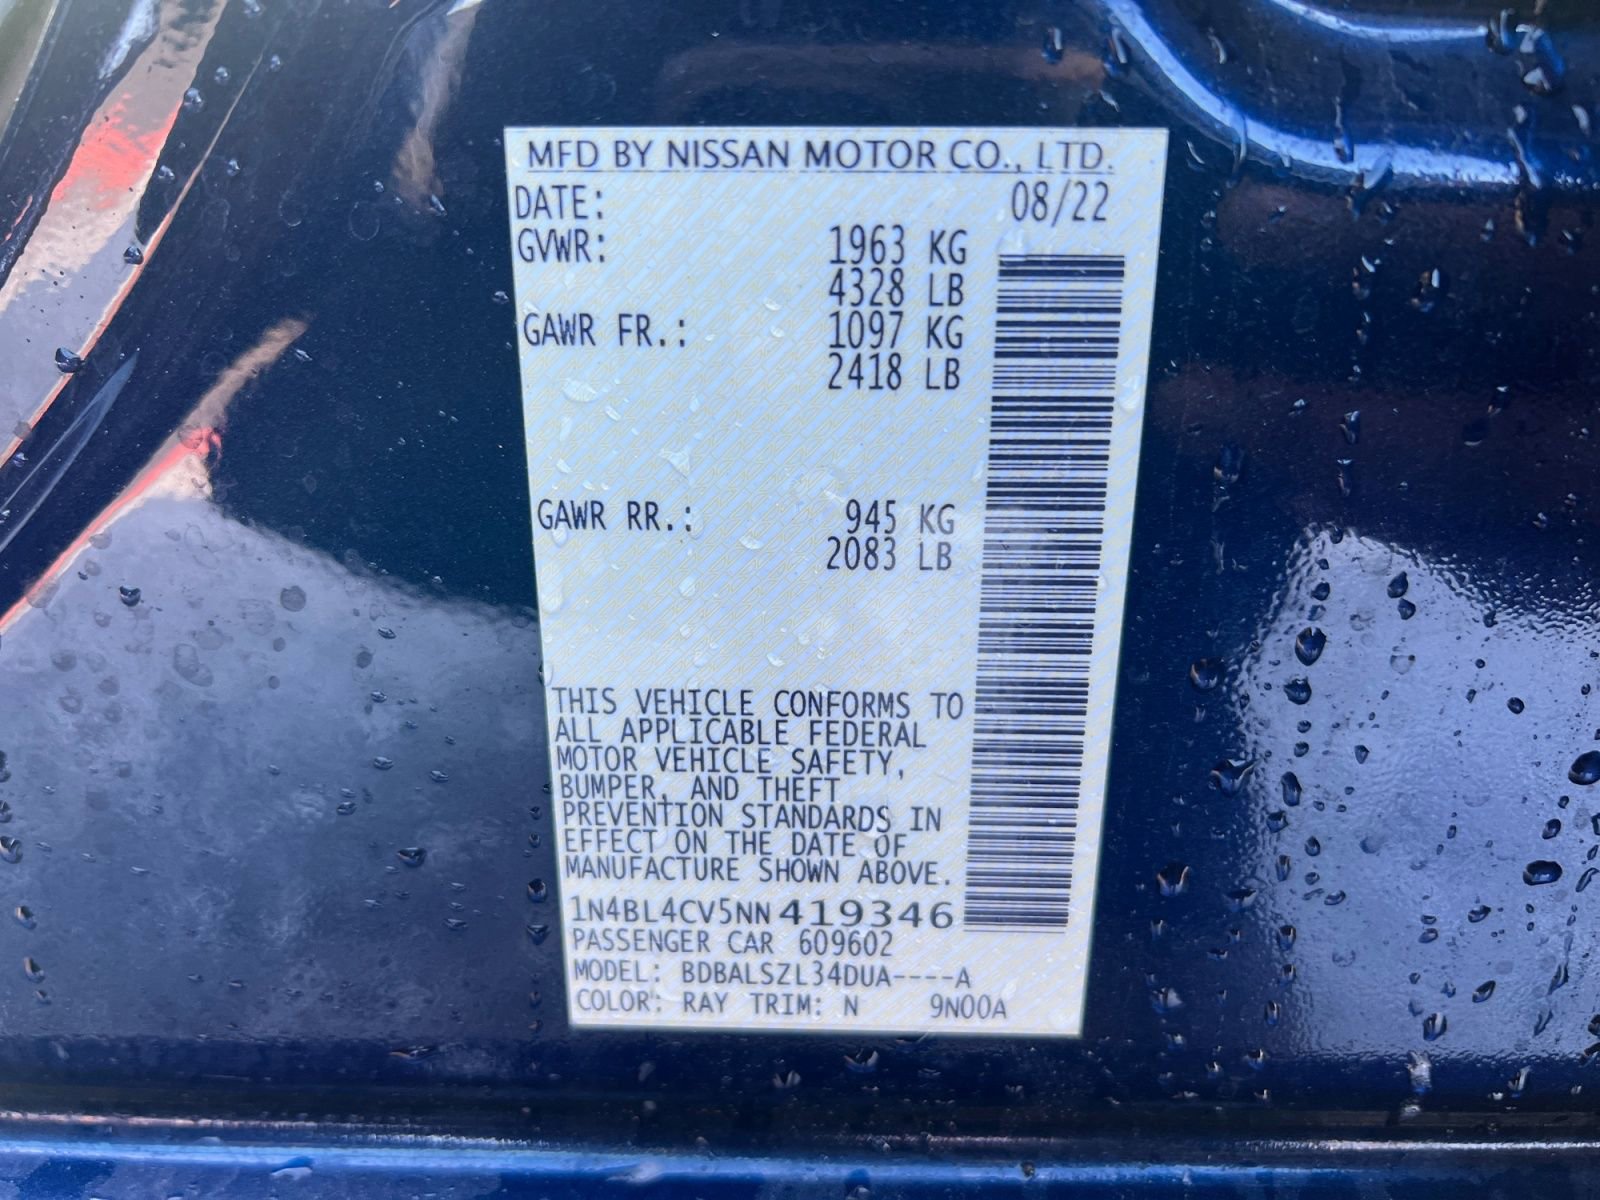 MFD BY NISSAN MOTOR CO., LTD.
DATE: 08/22
GVWR: 1963 KG
4328 LB
GAWR FR.: 1097 KG
2418 LB
GAWR RR.: 945 KG
2083 LB
THIS VEHICLE CONFORMS TO
ALL APPLICABLE FEDERAL
MOTOR VEHICLE SAFETY,
BUMPER, AND THEFT
PREVENTION STANDARDS IN
EFFECT ON THE DATE OF
MANUFACTURE SHOWN ABOVE.
1N4BL4CV5NN419346
PASSENGER CAR 609602
MODEL: BDBALSZL34DUA----A
COLOR: RAY TRIM: N 9N00A